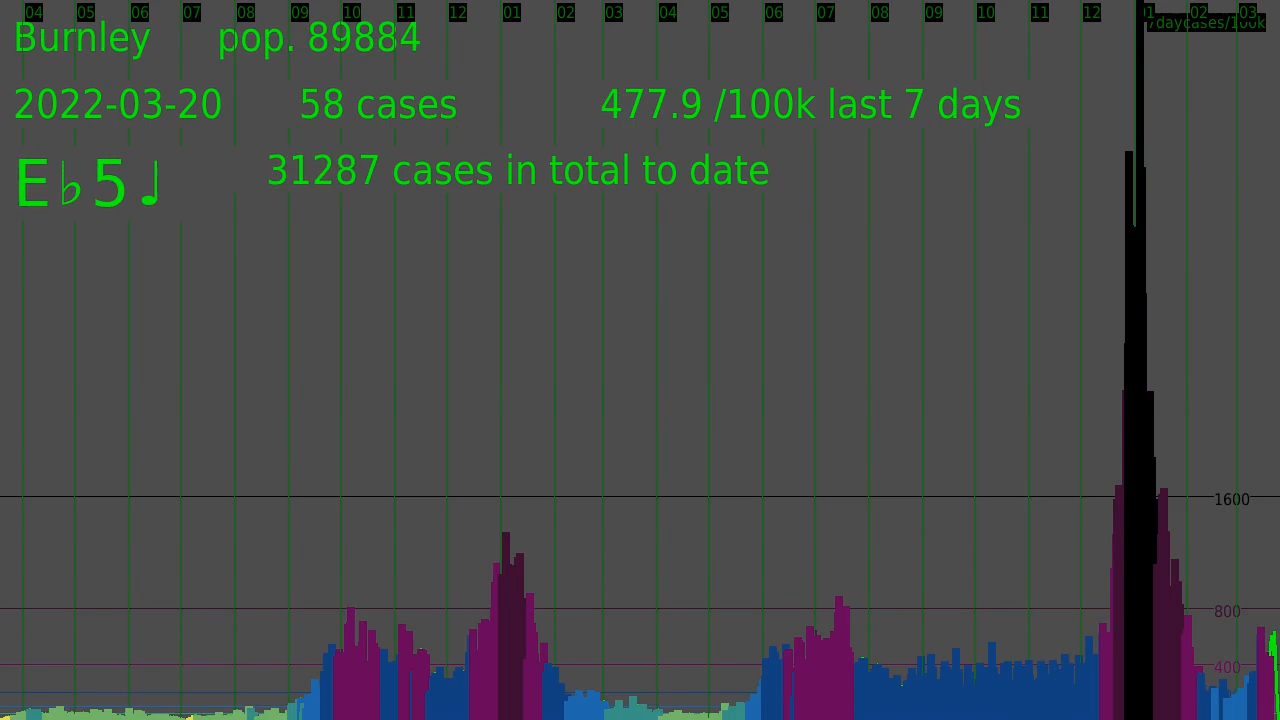 04 05 06 07 08 09 10 11 12 01 02 03 04 05 06 07 08 09 10 11 12 01 02 03
7daycases/100k
Burnley pop. 89884
2022-03-20 58 cases 477.9 /100k last 7 days
E♭5♩ 31287 cases in total to date
1600
800
400